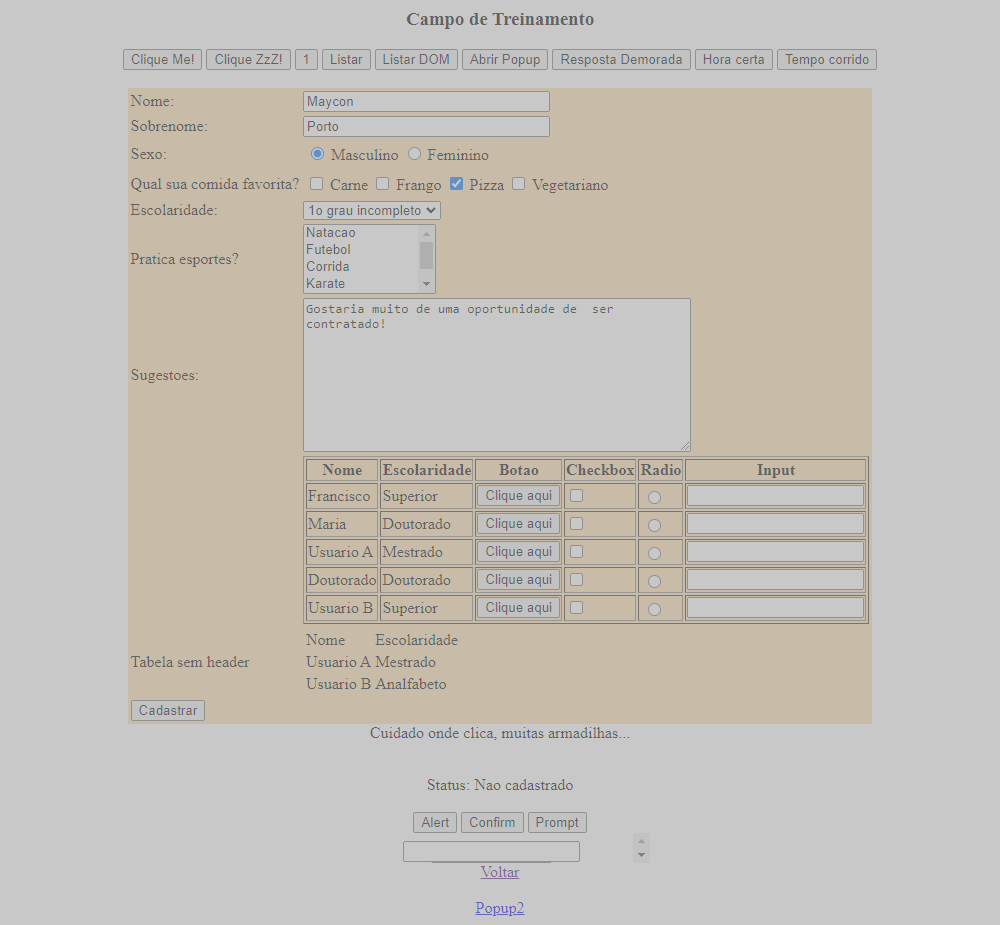 Campo de Treinamento
Clique Me! Clique ZzZ! 1 Listar Listar DOM Abrir Popup Resposta Demorada Hora certa Tempo corrido
Nome: Maycon
Sobrenome: Porto
Sexo: Masculino Feminino
Qual sua comida favorita? Carne Frango Pizza Vegetariano
Escolaridade: 1o grau incompleto
Pratica esportes?
Natacao
Futebol
Corrida
Karate
Sugestoes:
Gostaria muito de uma oportunidade de  ser
contratado!
Nome Escolaridade Botao Checkbox Radio Input
Francisco Superior Clique aqui
Maria Doutorado Clique aqui
Usuario A Mestrado Clique aqui
Doutorado Doutorado Clique aqui
Usuario B Superior Clique aqui
Tabela sem header
Nome Escolaridade
Usuario A Mestrado
Usuario B Analfabeto
Cadastrar
Cuidado onde clica, muitas armadilhas...
Status: Nao cadastrado
Alert Confirm Prompt
Voltar
Popup2